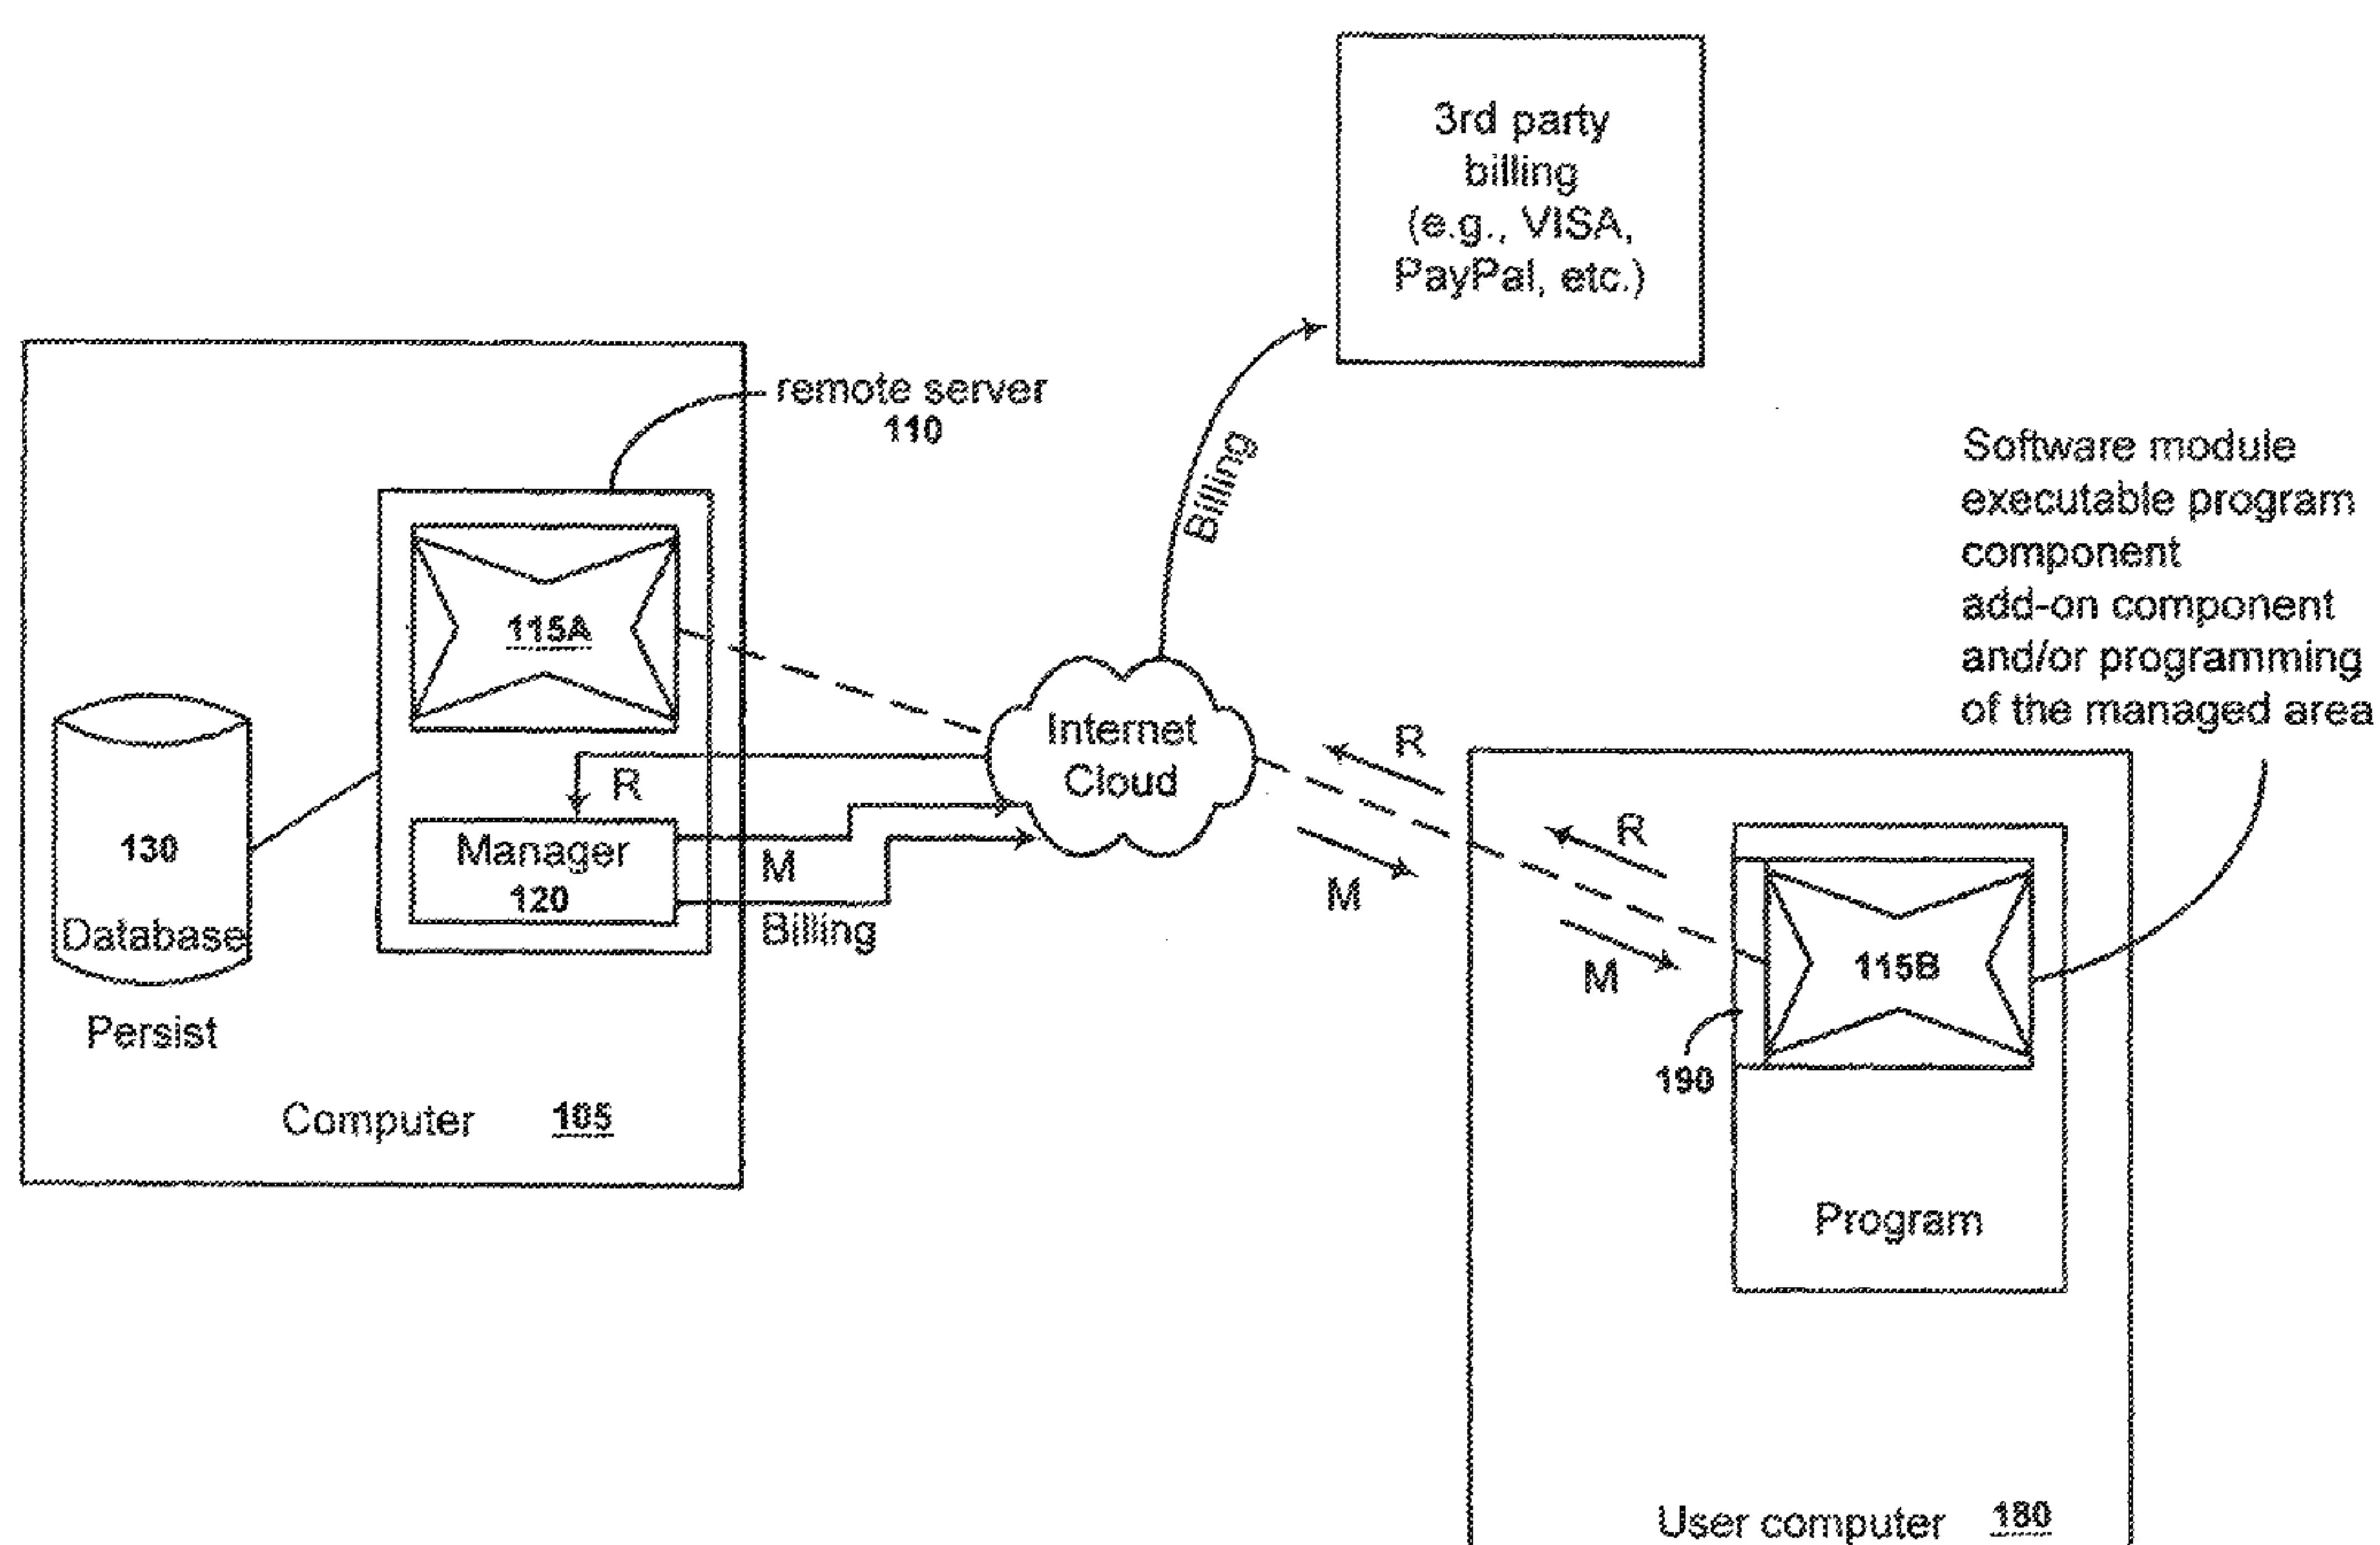 3rd party
billing
(e.g., VISA,
PayPal, etc.)
remote server
110
Billing
Software module
executable program
component
add-on component
and/or programming
of the managed area
115A
Internet
Cloud
R
R
R
M
M
M
Manager
120
Billing
130
Database
Persist
115B
190
Computer 105
Program
User computer 180